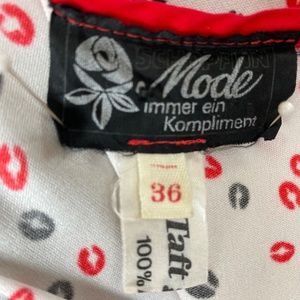 Mode
immer ein
Kompliment
36
Taft
100%